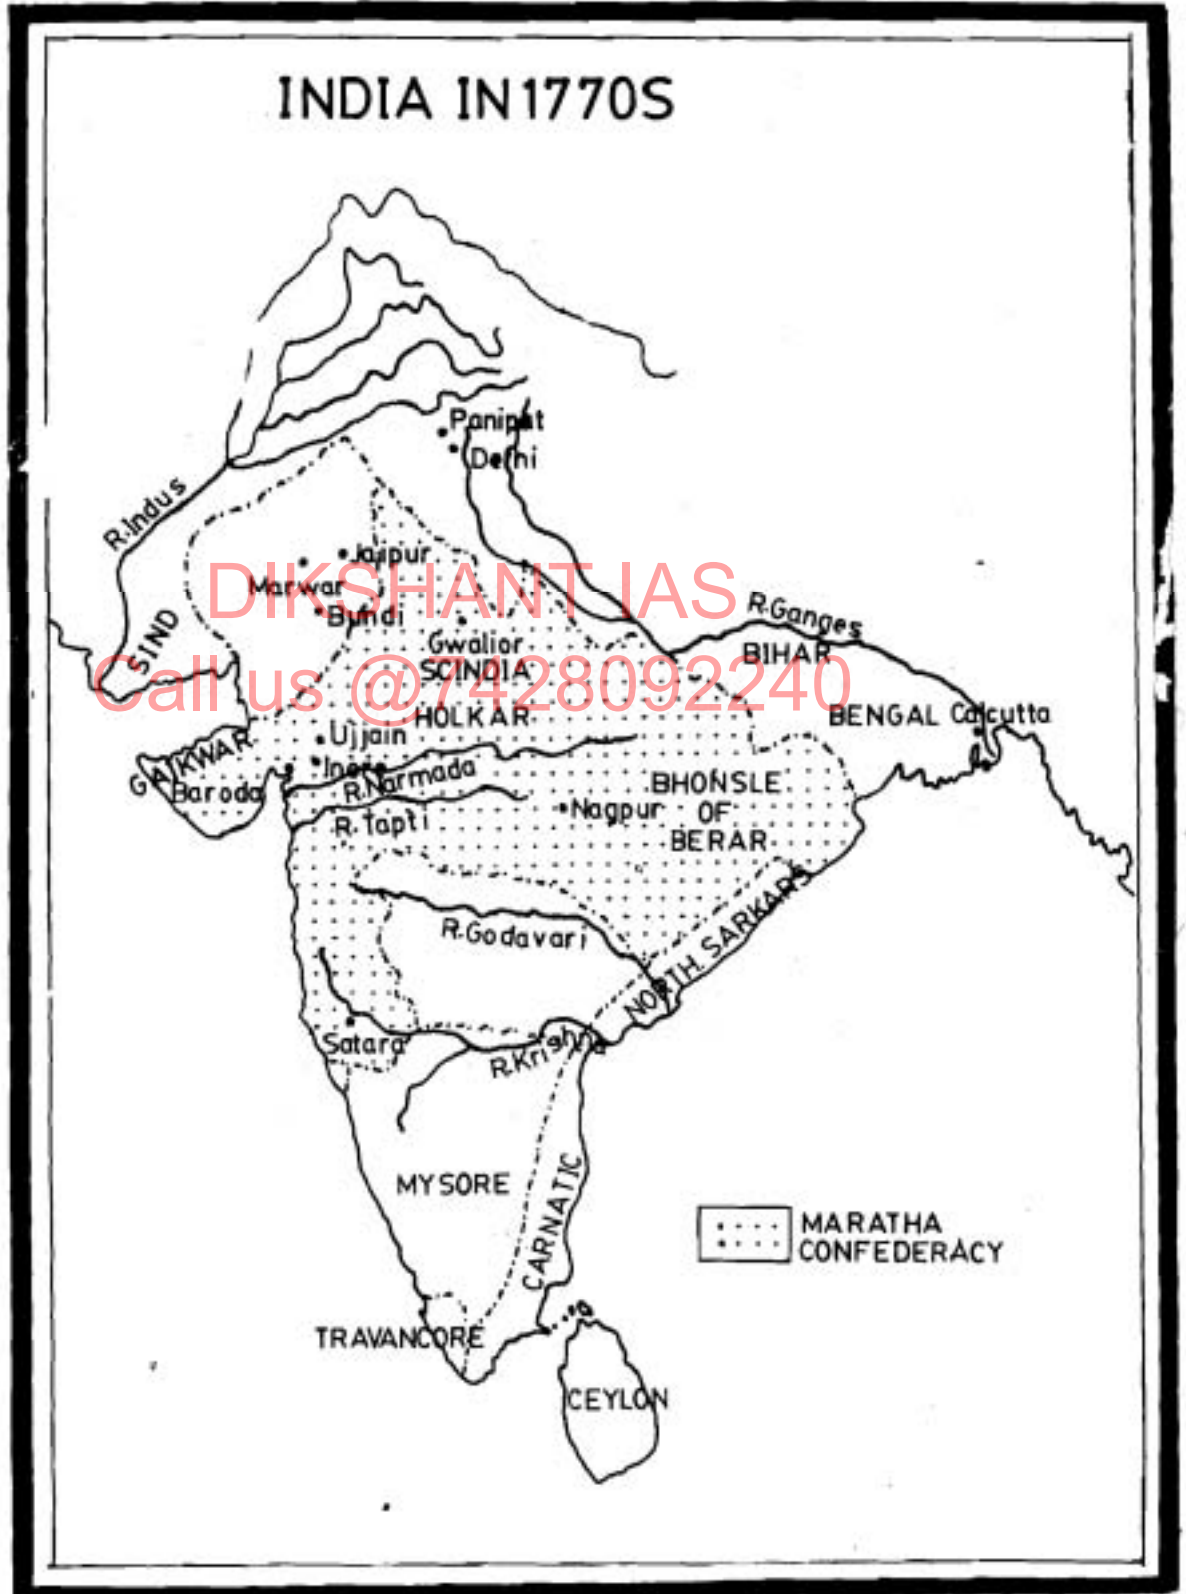 INDIA IN 1770S
Panipat
Delhi
R.Indus
Jaipur
Marwar
Bundi
DIKSHANT IAS
R.Ganges
SIND
Gwalior
BIHAR
SCINDIA
Call us @7428092240
HOLKAR
BENGAL Calcutta
Ujjain
GAIKWAR
R.Narmada
Baroda
BHONSLE
Nagpur OF
R.Tapti
BERAR
R.Godavari
NORTH SARKARS
Satara
R.Krishna
MYSORE
CARNATIC
MARATHA
CONFEDERACY
TRAVANCORE
CEYLON